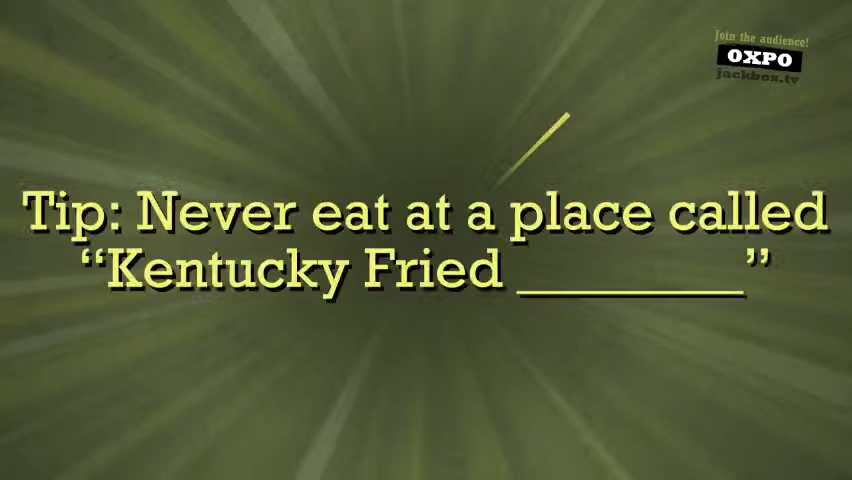 Join the audience!
OXPO
jackbox.tv
Tip: Never eat at a place called
“Kentucky Fried ________”